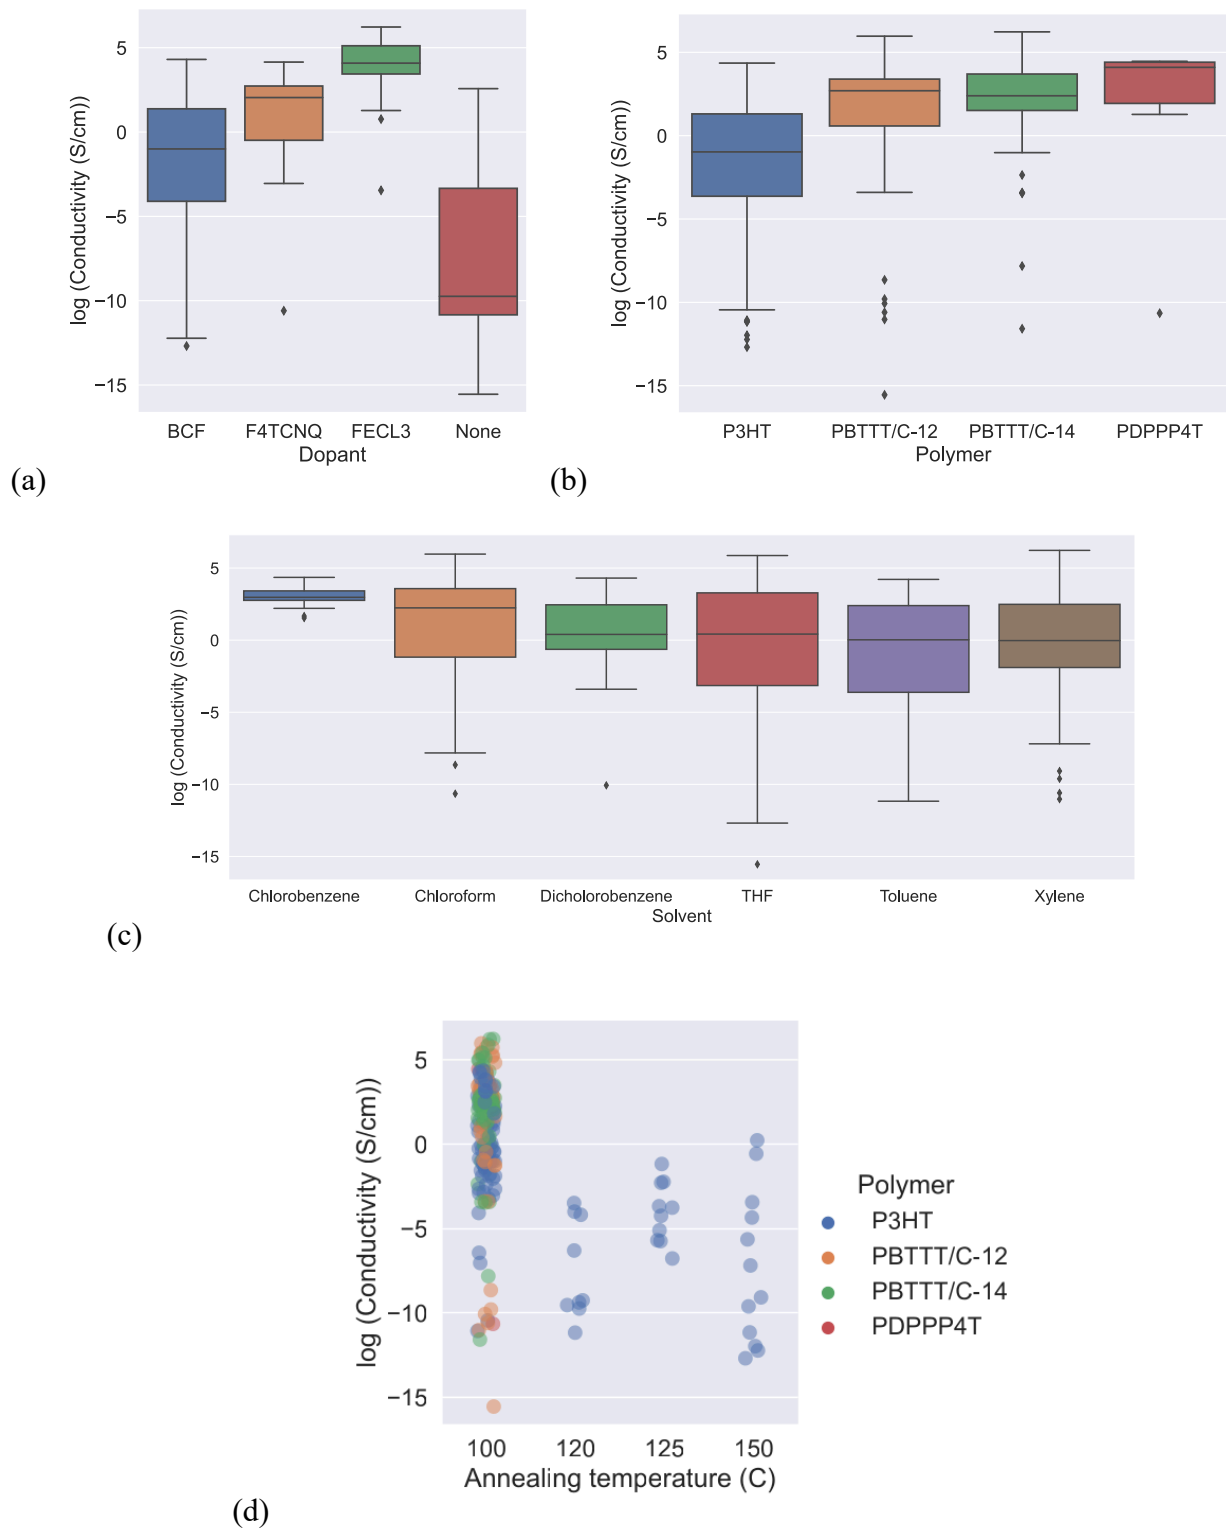 log (Conductivity (S/cm))
5
0
−5
−10
−15
BCF F4TCNQ FECL3 None
Dopant
(a)
log (Conductivity (S/cm))
5
0
−5
−10
−15
P3HT PBTTT/C-12 PBTTT/C-14 PDPPP4T
Polymer
(b)
log (Conductivity (S/cm))
5
0
−5
−10
−15
Chlorobenzene Chloroform Dicholorobenzene THF Toluene Xylene
Solvent
(c)
log (Conductivity (S/cm))
5
0
−5
−10
−15
100 120 125 150
Annealing temperature (C)
Polymer
P3HT
PBTTT/C-12
PBTTT/C-14
PDPPP4T
(d)